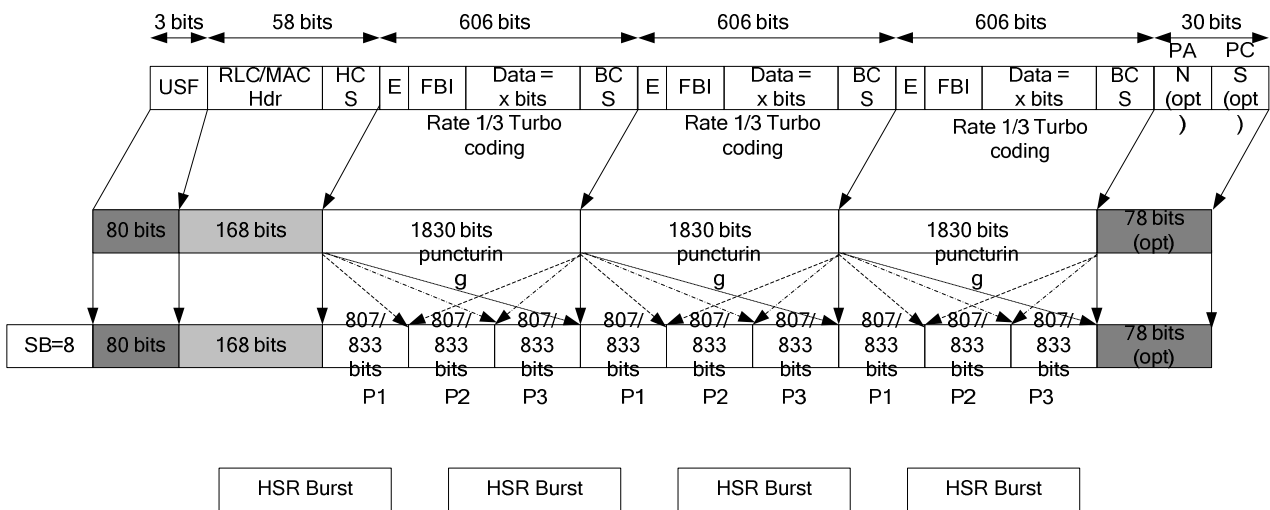 3 bits 58 bits 606 bits 606 bits 606 bits 30 bits
USF
RLC/MAC
Hdr
HC
S
E
FBI
Data =
x bits
BC
S
E
FBI
Data =
x bits
BC
S
E
FBI
Data =
x bits
BC
S
PA
N
(opt
)
PC
S
(opt
)
Rate 1/3 Turbo
coding
Rate 1/3 Turbo
coding
Rate 1/3 Turbo
coding
80 bits
168 bits
1830 bits
puncturin
g
1830 bits
puncturin
g
1830 bits
puncturin
g
78 bits
(opt)
SB=8
80 bits
168 bits
807/
833
bits
807/
833
bits
807/
833
bits
807/
833
bits
807/
833
bits
807/
833
bits
807/
833
bits
807/
833
bits
807/
833
bits
78 bits
(opt)
P1 P2 P3 P1 P2 P3 P1 P2 P3
HSR Burst HSR Burst HSR Burst HSR Burst